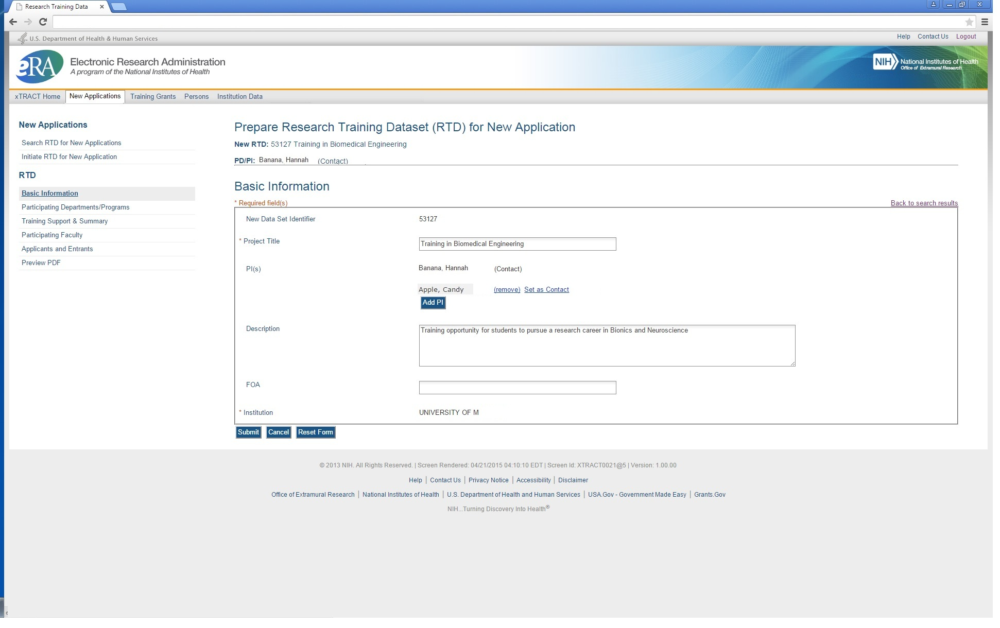 Research Training Data
U.S. Department of Health & Human Services
Help Contact Us Logout
eRA
Electronic Research Administration
A program of the National Institutes of Health
NIH National Institutes of Health
Office of Extramural Research
xTRACT Home New Applications Training Grants Persons Institution Data
New Applications
Search RTD for New Applications
Initiate RTD for New Application
RTD
Basic Information
Participating Departments/Programs
Training Support & Summary
Participating Faculty
Applicants and Entrants
Preview PDF
Prepare Research Training Dataset (RTD) for New Application
New RTD: 53127 Training in Biomedical Engineering
PD/PI: Banana, Hannah (Contact)
Basic Information
* Required field(s) Back to search results
New Data Set Identifier 53127
* Project Title Training in Biomedical Engineering
PI(s) Banana, Hannah (Contact)
Apple, Candy (remove) Set as Contact
Add PI
Description Training opportunity for students to pursue a research career in Bionics and Neuroscience
FOA
* Institution UNIVERSITY OF M
Submit Cancel Reset Form
© 2013 NIH. All Rights Reserved. | Screen Rendered: 04/21/2015 04:10:10 EDT | Screen Id: XTRACT0021@5 | Version: 1.00.00
Help | Contact Us | Privacy Notice | Accessibility | Disclaimer
Office of Extramural Research | National Institutes of Health | U.S. Department of Health and Human Services | USA.Gov - Government Made Easy | Grants.Gov
NIH...Turning Discovery Into Health®